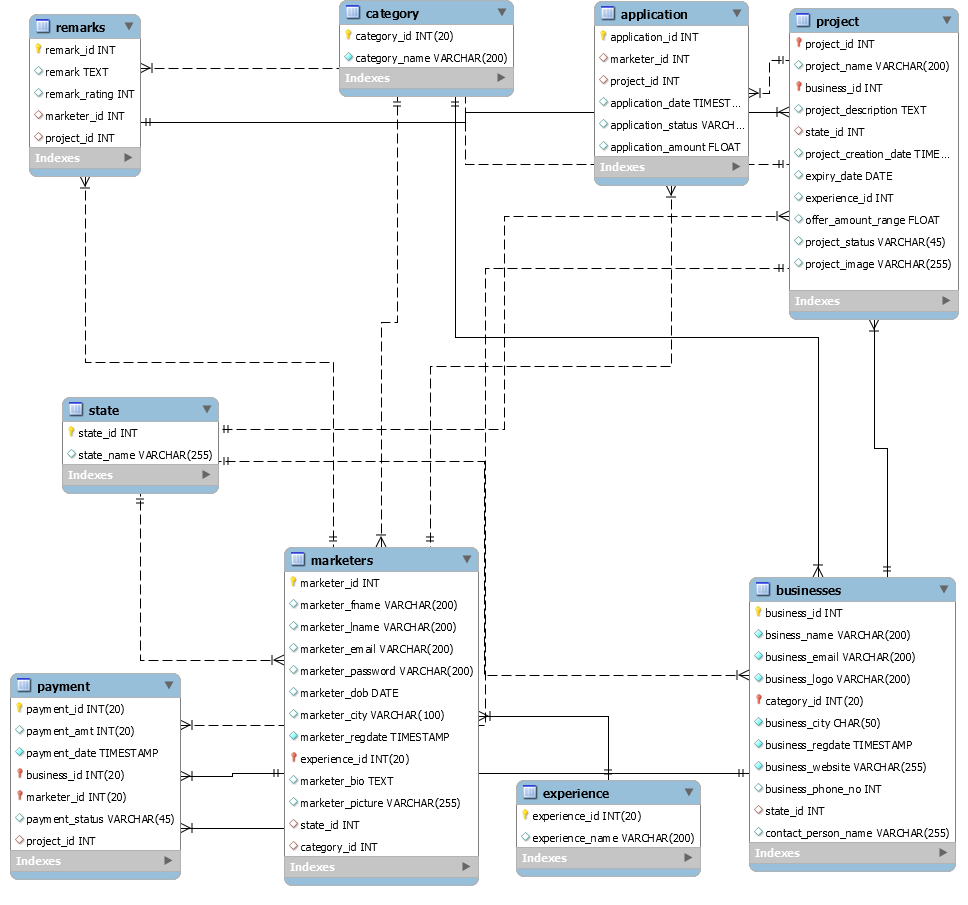 remarks
remark_id INT
remark TEXT
remark_rating INT
marketer_id INT
project_id INT
Indexes
category
category_id INT(20)
category_name VARCHAR(200)
Indexes
application
application_id INT
marketer_id INT
project_id INT
application_date TIMEST...
application_status VARCH...
application_amount FLOAT
Indexes
project
project_id INT
project_name VARCHAR(200)
business_id INT
project_description TEXT
state_id INT
project_creation_date TIME...
expiry_date DATE
experience_id INT
offer_amount_range FLOAT
project_status VARCHAR(45)
project_image VARCHAR(255)
Indexes
state
state_id INT
state_name VARCHAR(255)
Indexes
marketers
marketer_id INT
marketer_fname VARCHAR(200)
marketer_lname VARCHAR(200)
marketer_email VARCHAR(200)
marketer_password VARCHAR(200)
marketer_dob DATE
marketer_city VARCHAR(100)
marketer_regdate TIMESTAMP
experience_id INT(20)
marketer_bio TEXT
marketer_picture VARCHAR(255)
state_id INT
category_id INT
Indexes
businesses
business_id INT
bsiness_name VARCHAR(200)
business_email VARCHAR(200)
business_logo VARCHAR(200)
category_id INT(20)
business_city CHAR(50)
business_regdate TIMESTAMP
business_website VARCHAR(255)
business_phone_no INT
state_id INT
contact_person_name VARCHAR(255)
Indexes
payment
payment_id INT(20)
payment_amt INT(20)
payment_date TIMESTAMP
business_id INT(20)
marketer_id INT(20)
payment_status VARCHAR(45)
project_id INT
Indexes
experience
experience_id INT(20)
experience_name VARCHAR(200)
Indexes